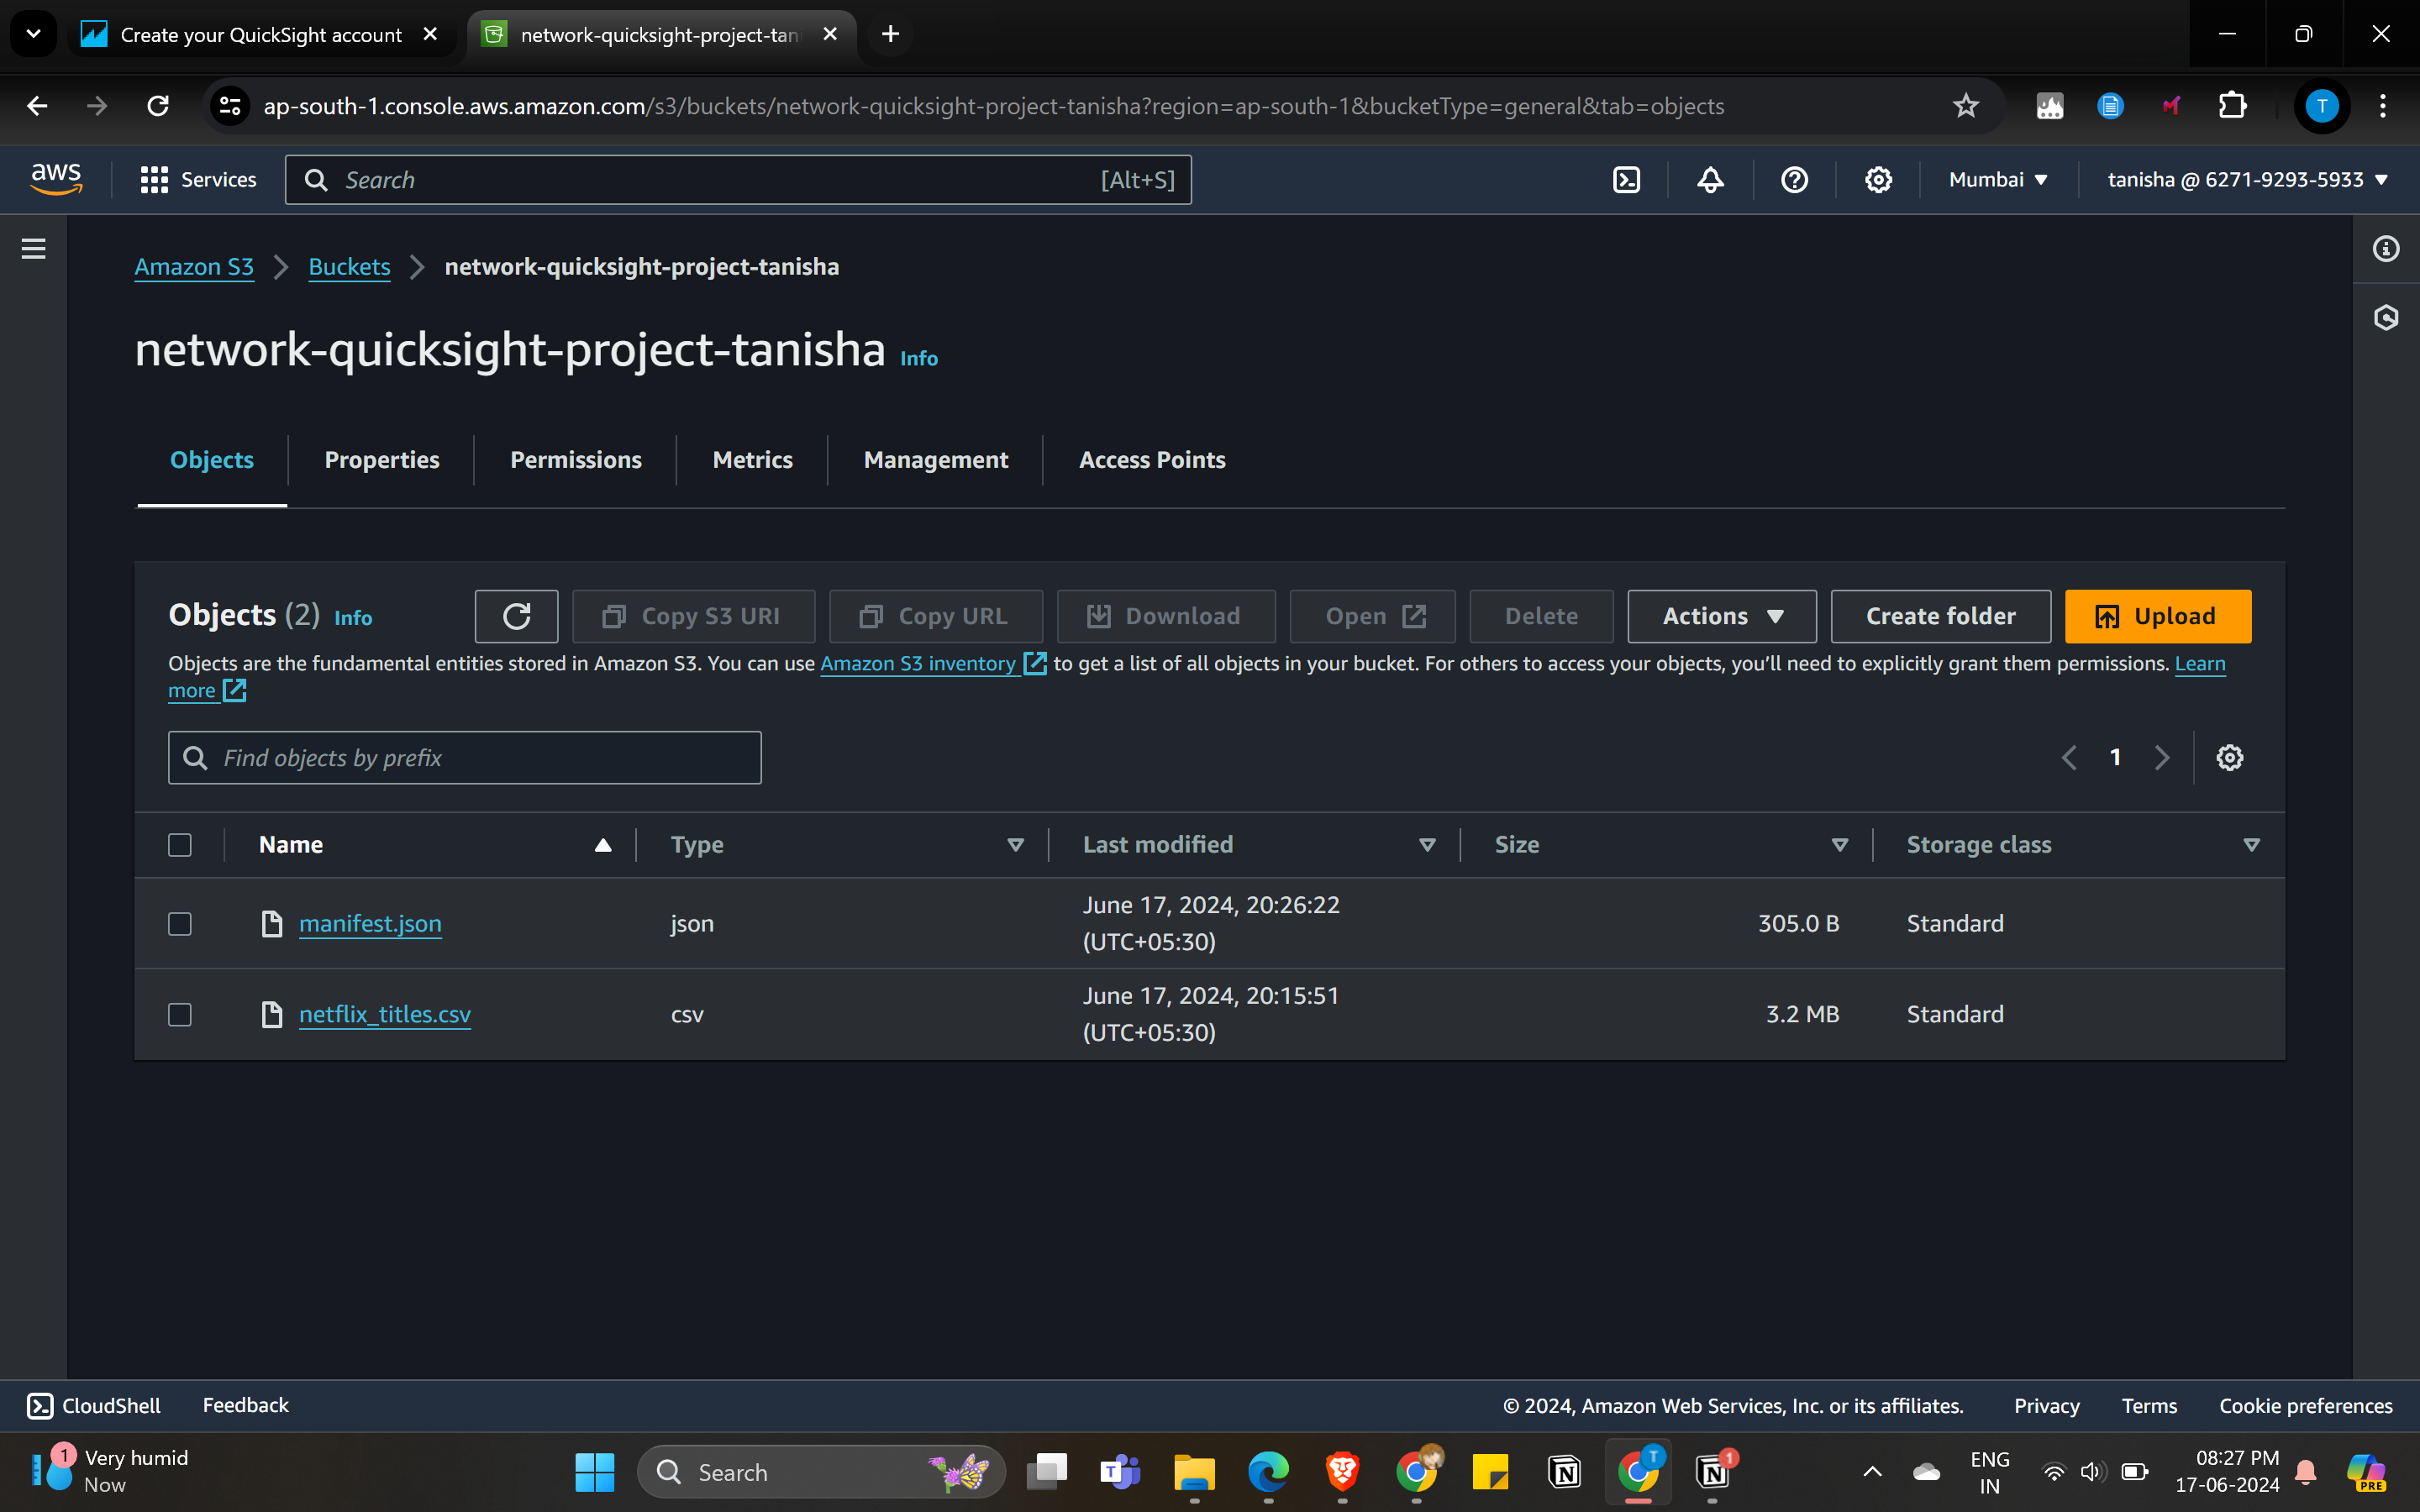 Create your QuickSight account
network-quicksight-project-tani
ap-south-1.console.aws.amazon.com/s3/buckets/network-quicksight-project-tanisha?region=ap-south-1&bucketType=general&tab=objects
T
aws
Services
Search
[Alt+S]
Mumbai
tanisha @ 6271-9293-5933
Amazon S3
Buckets
network-quicksight-project-tanisha
network-quicksight-project-tanisha
Info
Objects
Properties
Permissions
Metrics
Management
Access Points
Objects (2)
Info
Copy S3 URI
Copy URL
Download
Open
Delete
Actions
Create folder
Upload
Objects are the fundamental entities stored in Amazon S3. You can use Amazon S3 inventory to get a list of all objects in your bucket. For others to access your objects, you'll need to explicitly grant them permissions. Learn
more
Find objects by prefix
1
Name
Type
Last modified
Size
Storage class
manifest.json
json
June 17, 2024, 20:26:22
(UTC+05:30)
305.0 B
Standard
netflix_titles.csv
csv
June 17, 2024, 20:15:51
(UTC+05:30)
3.2 MB
Standard
CloudShell
Feedback
© 2024, Amazon Web Services, Inc. or its affiliates.
Privacy
Terms
Cookie preferences
1
Very humid
Now
Search
T
T
1
ENG
IN
08:27 PM
17-06-2024
PRE